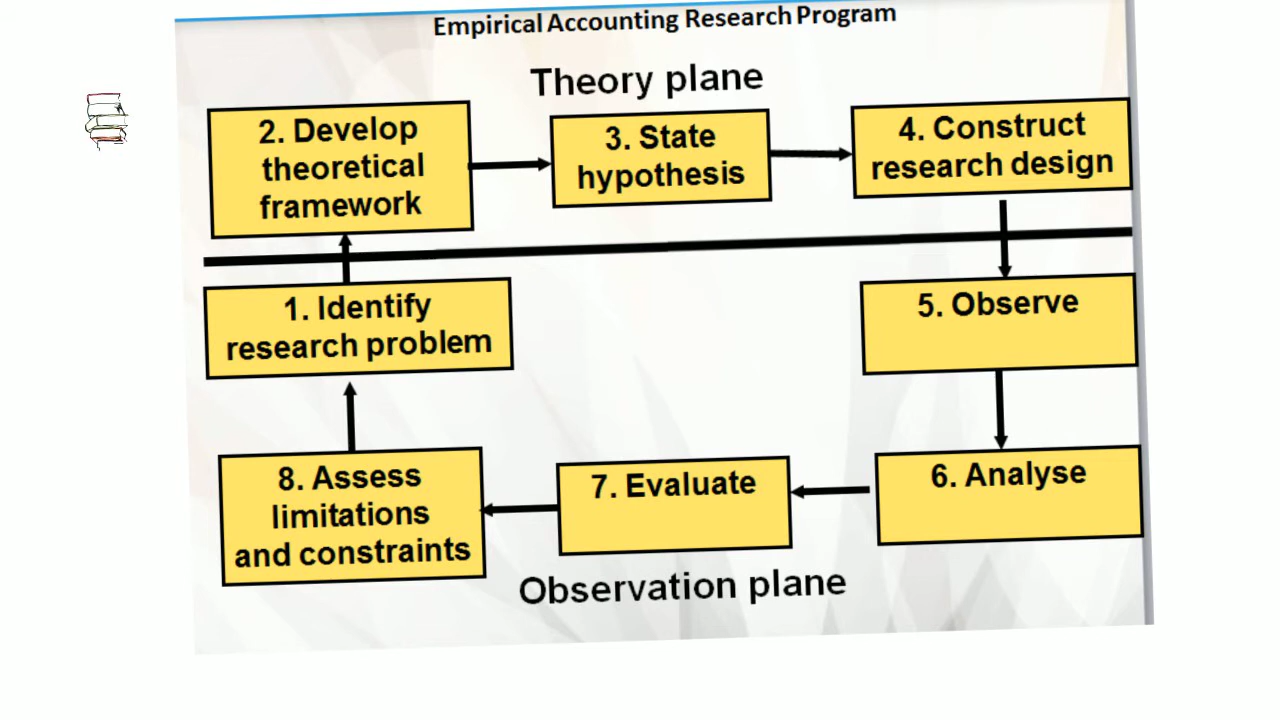 Empirical Accounting Research Program
Theory plane
2. Develop
theoretical
framework
3. State
hypothesis
4. Construct
research design
1. Identify
research problem
5. Observe
8. Assess
limitations
and constraints
7. Evaluate
6. Analyse
Observation plane